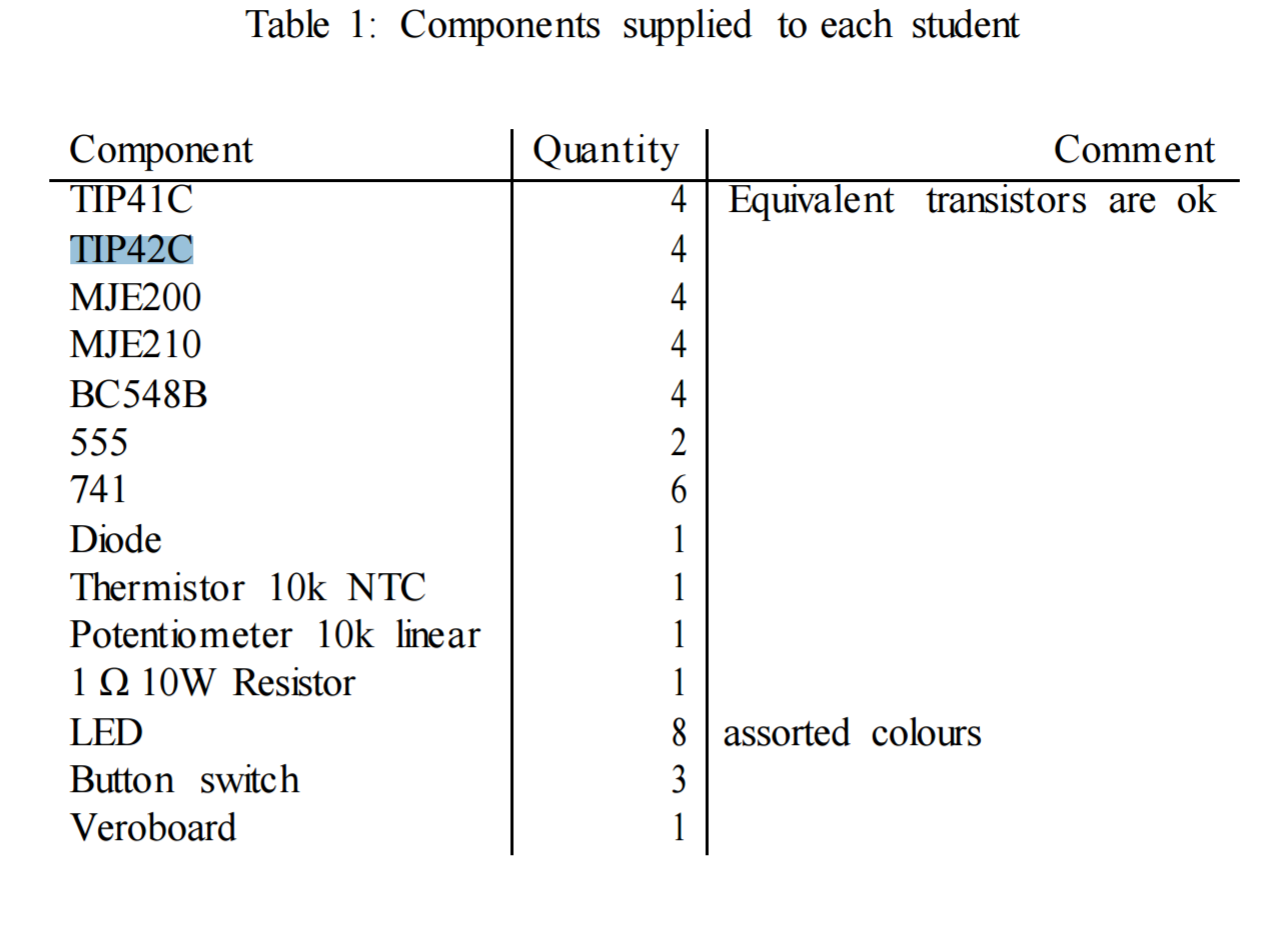 Table 1: Components supplied to each student
Component Quantity Comment
TIP41C 4 Equivalent transistors are ok
TIP42C 4
MJE200 4
MJE210 4
BC548B 4
555 2
741 6
Diode 1
Thermistor 10k NTC 1
Potentiometer 10k linear 1
1 Ω 10W Resistor 1
LED 8 assorted colours
Button switch 3
Veroboard 1